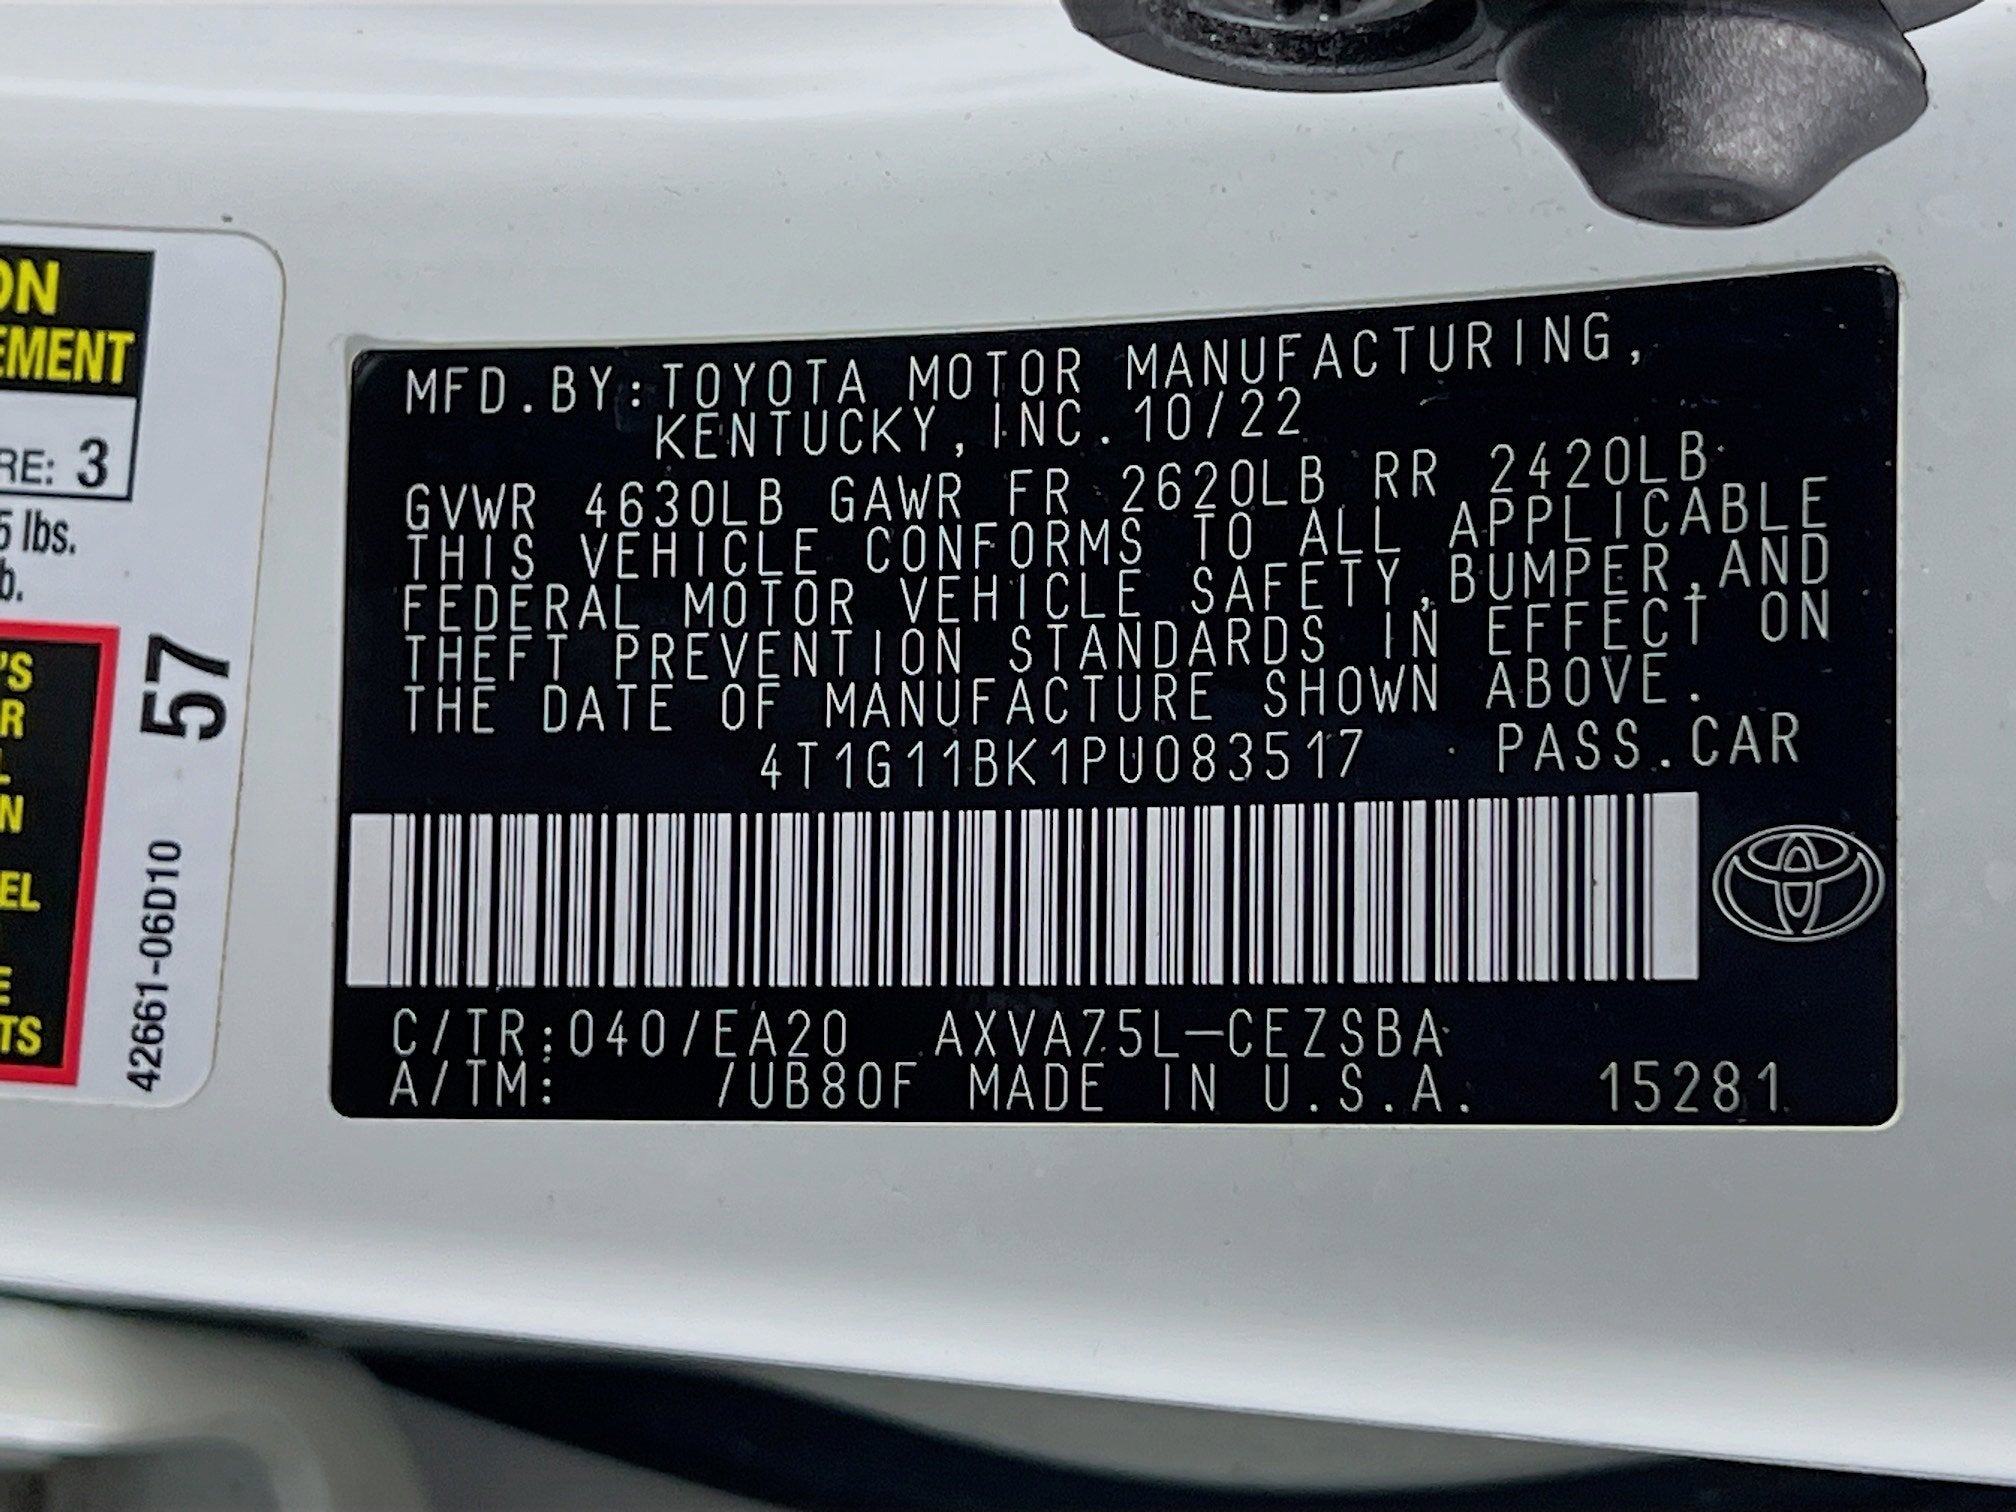 ON
EMENT
RE: 3
5 lbs.
b.
'S
R
L
N
EL
E
TS
57
42661-06D10
MFD.BY:TOYOTA MOTOR MANUFACTURING,
KENTUCKY, INC. 10/22
GVWR 4630LB GAWR FR 2620LB RR 2420LB
THIS VEHICLE CONFORMS TO ALL APPLICABLE
FEDERAL MOTOR VEHICLE SAFETY,BUMPER,AND
THEFT PREVENTION STANDARDS IN EFFECT ON
THE DATE OF MANUFACTURE SHOWN ABOVE.
4T1G11BK1PU083517 PASS.CAR
C/TR:040/EA20 AXVA75L-CEZSBA
A/TM: /UB80F MADE IN U.S.A. 15281